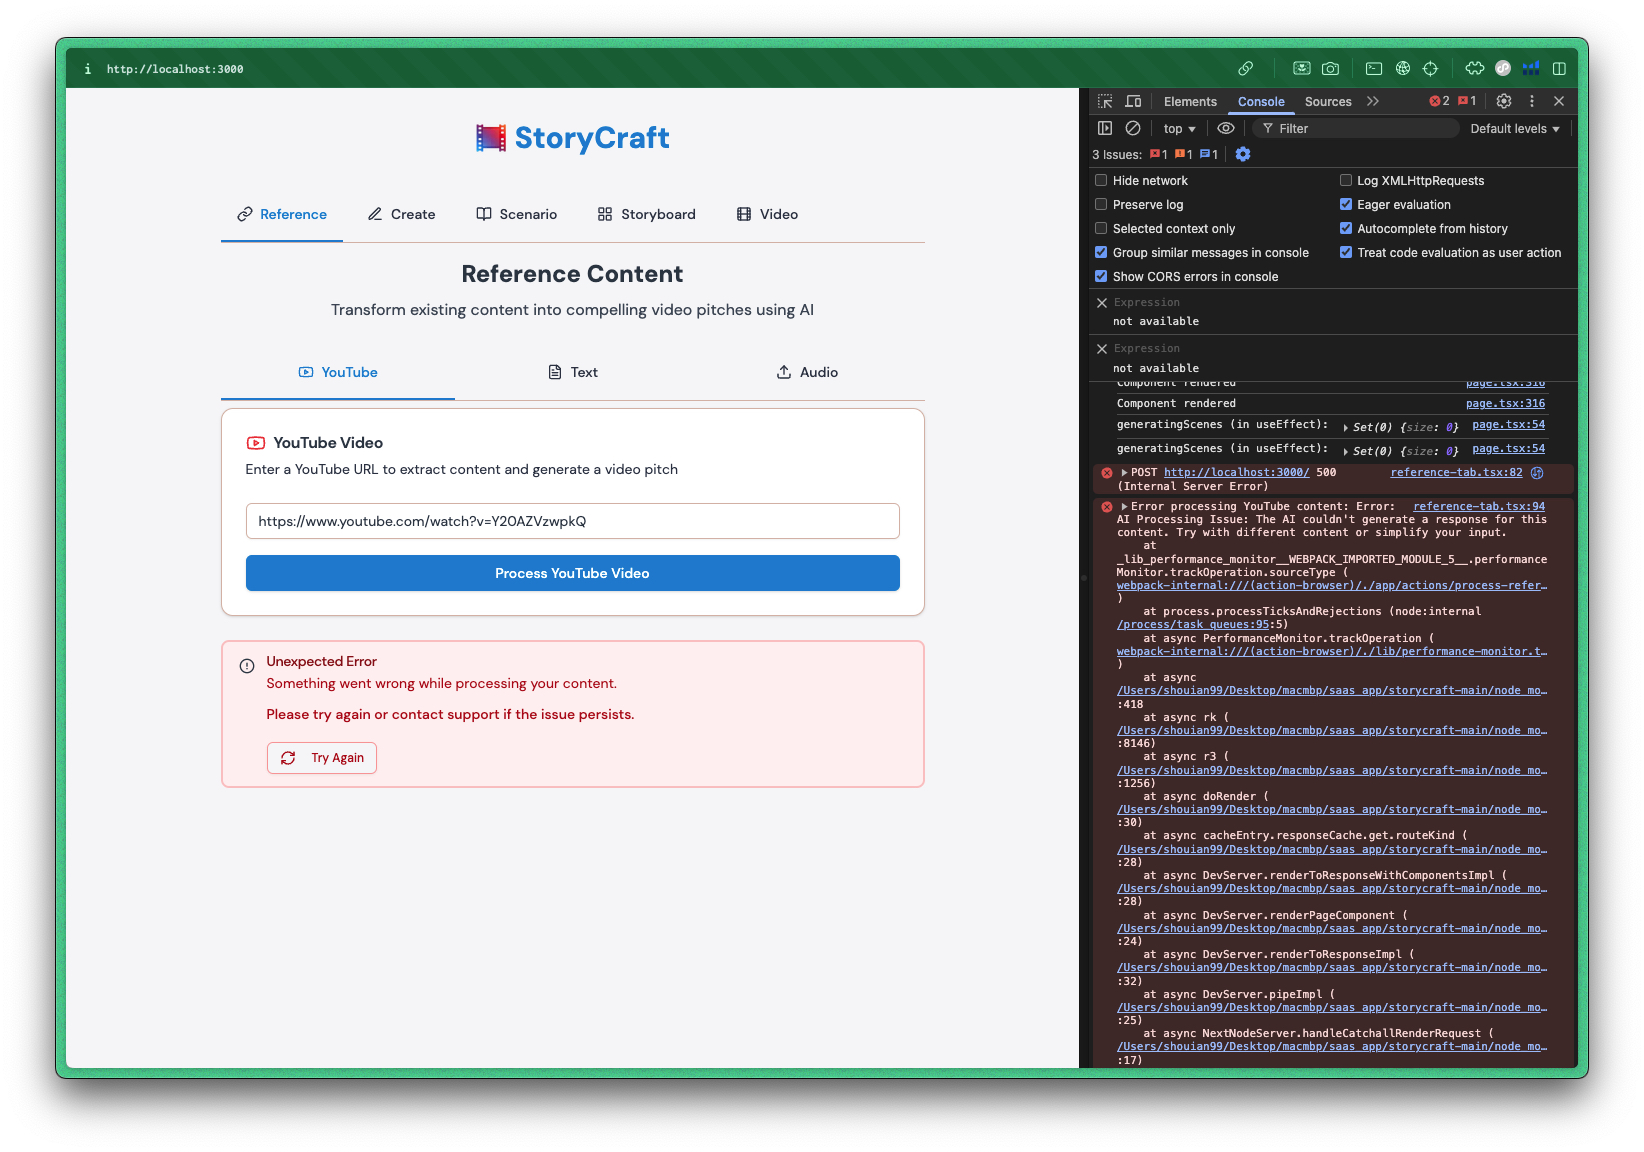 i http://localhost:3000
StoryCraft
Reference Create Scenario Storyboard Video
Reference Content
Transform existing content into compelling video pitches using AI
YouTube Text Audio
YouTube Video
Enter a YouTube URL to extract content and generate a video pitch
https://www.youtube.com/watch?v=Y20AZVzwpkQ
Process YouTube Video
Unexpected Error
Something went wrong while processing your content.
Please try again or contact support if the issue persists.
Try Again
Elements Console Sources 2 1
top Filter Default levels
3 Issues: 1 1 1
Hide network Log XMLHttpRequests
Preserve log Eager evaluation
Selected context only Autocomplete from history
Group similar messages in console Treat code evaluation as user action
Show CORS errors in console
Expression
not available
Expression
not available
Component rendered page.tsx:316
Component rendered page.tsx:316
generatingScenes (in useEffect): Set(0) {size: 0} page.tsx:54
generatingScenes (in useEffect): Set(0) {size: 0} page.tsx:54
POST http://localhost:3000/ 500 reference-tab.tsx:82
(Internal Server Error)
Error processing YouTube content: Error: reference-tab.tsx:94
AI Processing Issue: The AI couldn't generate a response for this
content. Try with different content or simplify your input.
at
_lib_performance_monitor__WEBPACK_IMPORTED_MODULE_5__.performance
Monitor.trackOperation.sourceType (
webpack-internal:///(action-browser)/./app/actions/process-refer…
)
at process.processTicksAndRejections (node:internal
/process/task_queues:95:5)
at async PerformanceMonitor.trackOperation (
webpack-internal:///(action-browser)/./lib/performance-monitor.t…
)
at async
/Users/shouian99/Desktop/macmbp/saas_app/storycraft-main/node_mo…
:418
at async rk (
/Users/shouian99/Desktop/macmbp/saas_app/storycraft-main/node_mo…
:8146)
at async r3 (
/Users/shouian99/Desktop/macmbp/saas_app/storycraft-main/node_mo…
:1256)
at async doRender (
/Users/shouian99/Desktop/macmbp/saas_app/storycraft-main/node_mo…
:30)
at async cacheEntry.responseCache.get.routeKind (
/Users/shouian99/Desktop/macmbp/saas_app/storycraft-main/node_mo…
:28)
at async DevServer.renderToResponseWithComponentsImpl (
/Users/shouian99/Desktop/macmbp/saas_app/storycraft-main/node_mo…
:28)
at async DevServer.renderPageComponent (
/Users/shouian99/Desktop/macmbp/saas_app/storycraft-main/node_mo…
:24)
at async DevServer.renderToResponseImpl (
/Users/shouian99/Desktop/macmbp/saas_app/storycraft-main/node_mo…
:32)
at async DevServer.pipeImpl (
/Users/shouian99/Desktop/macmbp/saas_app/storycraft-main/node_mo…
:25)
at async NextNodeServer.handleCatchallRenderRequest (
/Users/shouian99/Desktop/macmbp/saas_app/storycraft-main/node_mo…
:17)